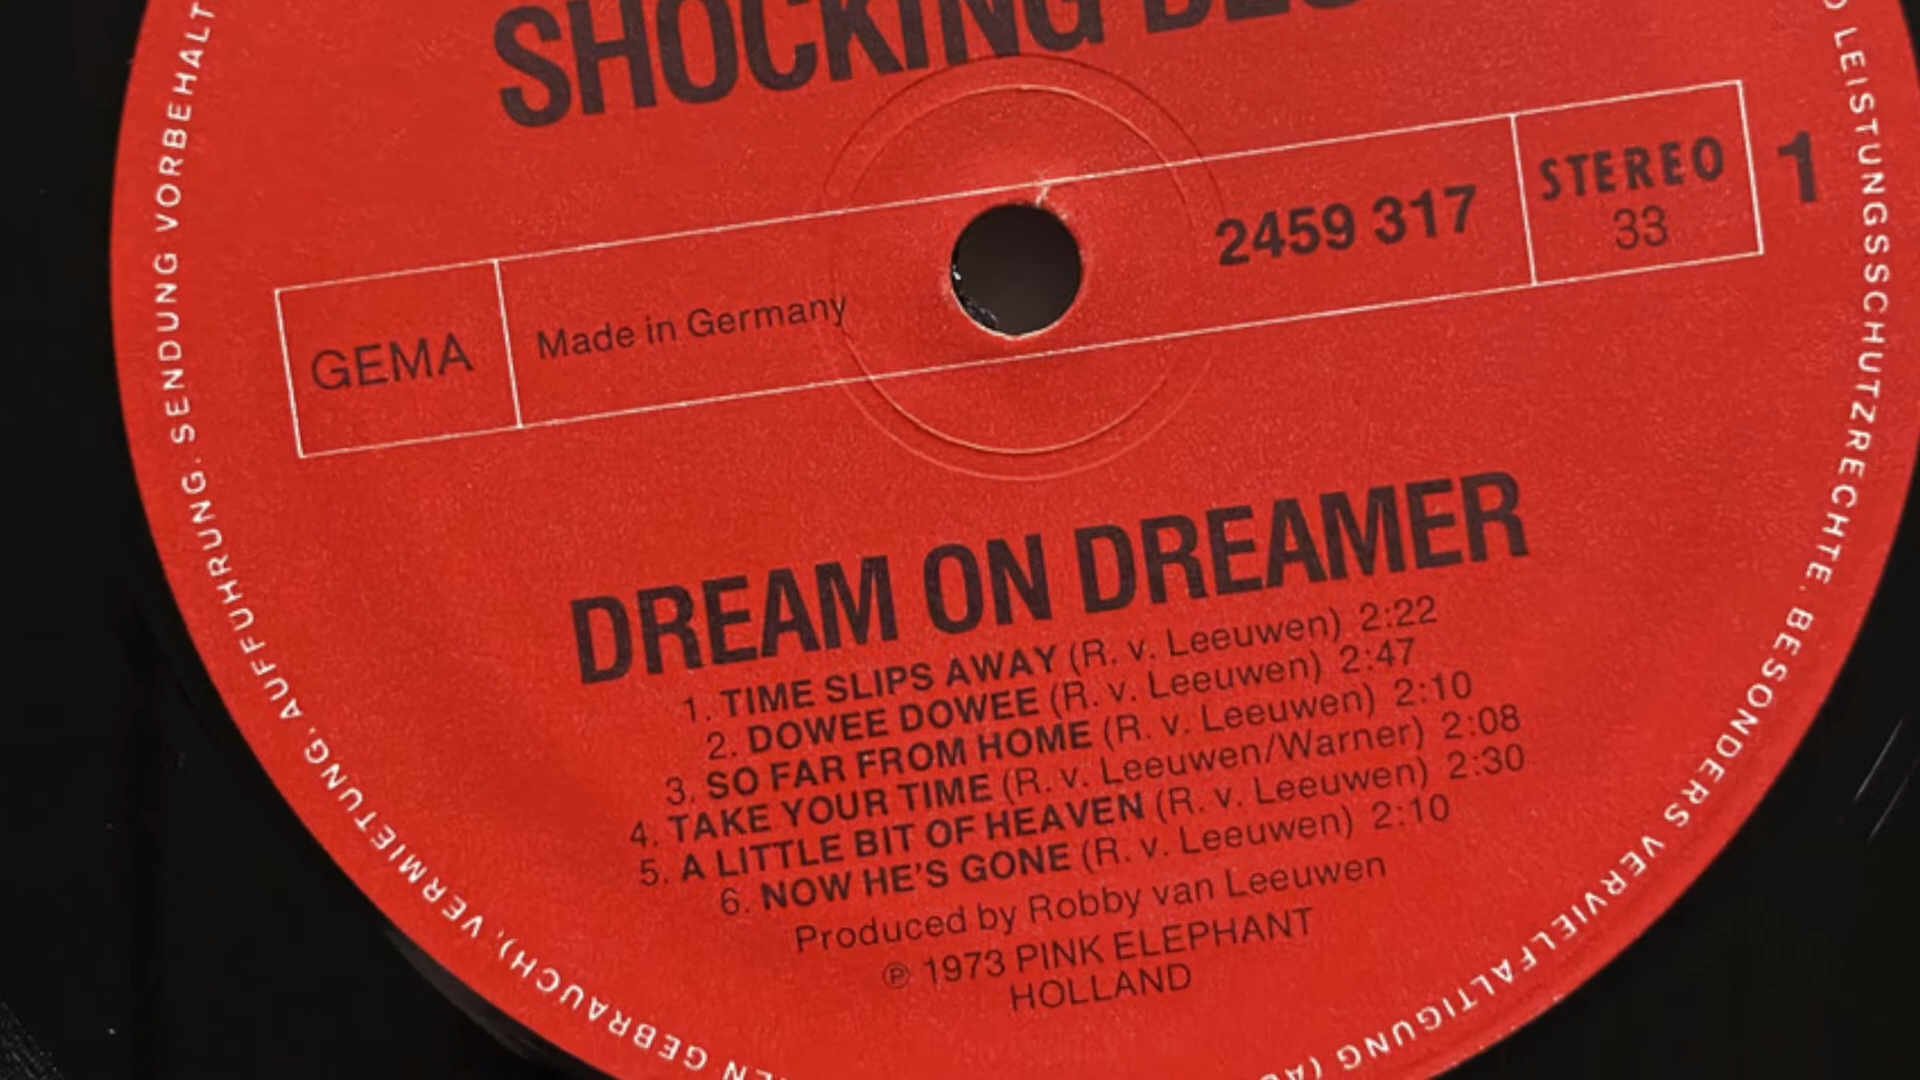 SHOCKING
GEMA
Made in Germany
2459 317
STEREO
33
1
DREAM ON DREAMER
1. TIME SLIPS AWAY (R. v. Leeuwen) 2:22
2. DOWEE DOWEE (R. v. Leeuwen) 2:47
3. SO FAR FROM HOME (R. v. Leeuwen) 2:10
4. TAKE YOUR TIME (R. v. Leeuwen/Warner) 2:08
5. A LITTLE BIT OF HEAVEN (R. v. Leeuwen) 2:30
6. NOW HE'S GONE (R. v. Leeuwen) 2:10
Produced by Robby van Leeuwen
℗ 1973 PINK ELEPHANT
HOLLAND
LEISTUNGSSCHUTZRECHTE. BESONDERS VERVIELFÄLTIGUNG
GEBRAUCH), VERMIETUNG, AUFFÜHRUNG. SENDUNG VORBEHALT